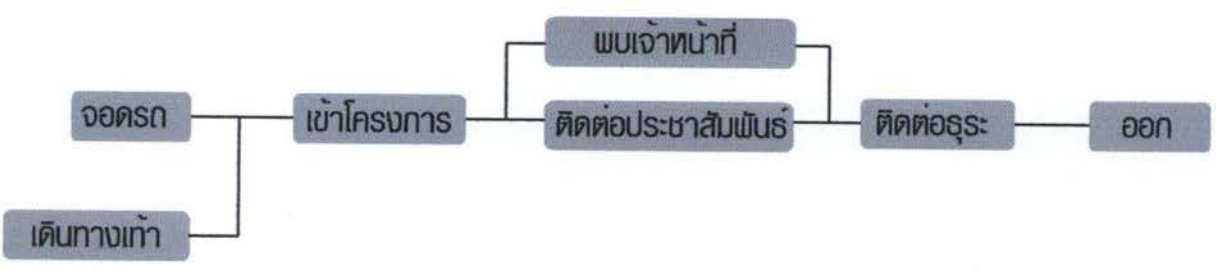 พบเจ้าหน้าที่
จอดรถ
เข้าโครงการ
ติดต่อประชาสัมพันธ์
ติดต่อธุระ
ออก
เดินทางเท้า